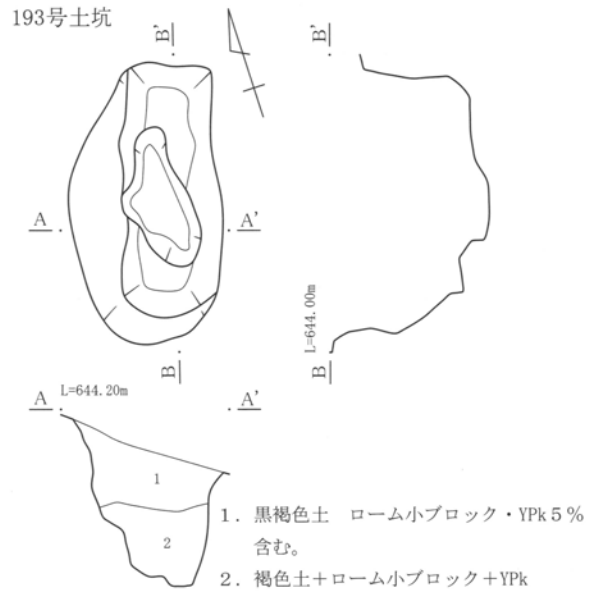 193号土坑
B'
B'
A
A'
L=644.00m
B
B
L=644.20m
A
A'
1
2
1．黒褐色土　ローム小ブロック・YPk５％
含む。
2．褐色土＋ローム小ブロック＋YPk